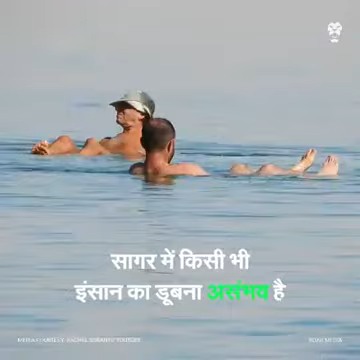 सागर में किसी भी
इंसान का डूबना असंभव है